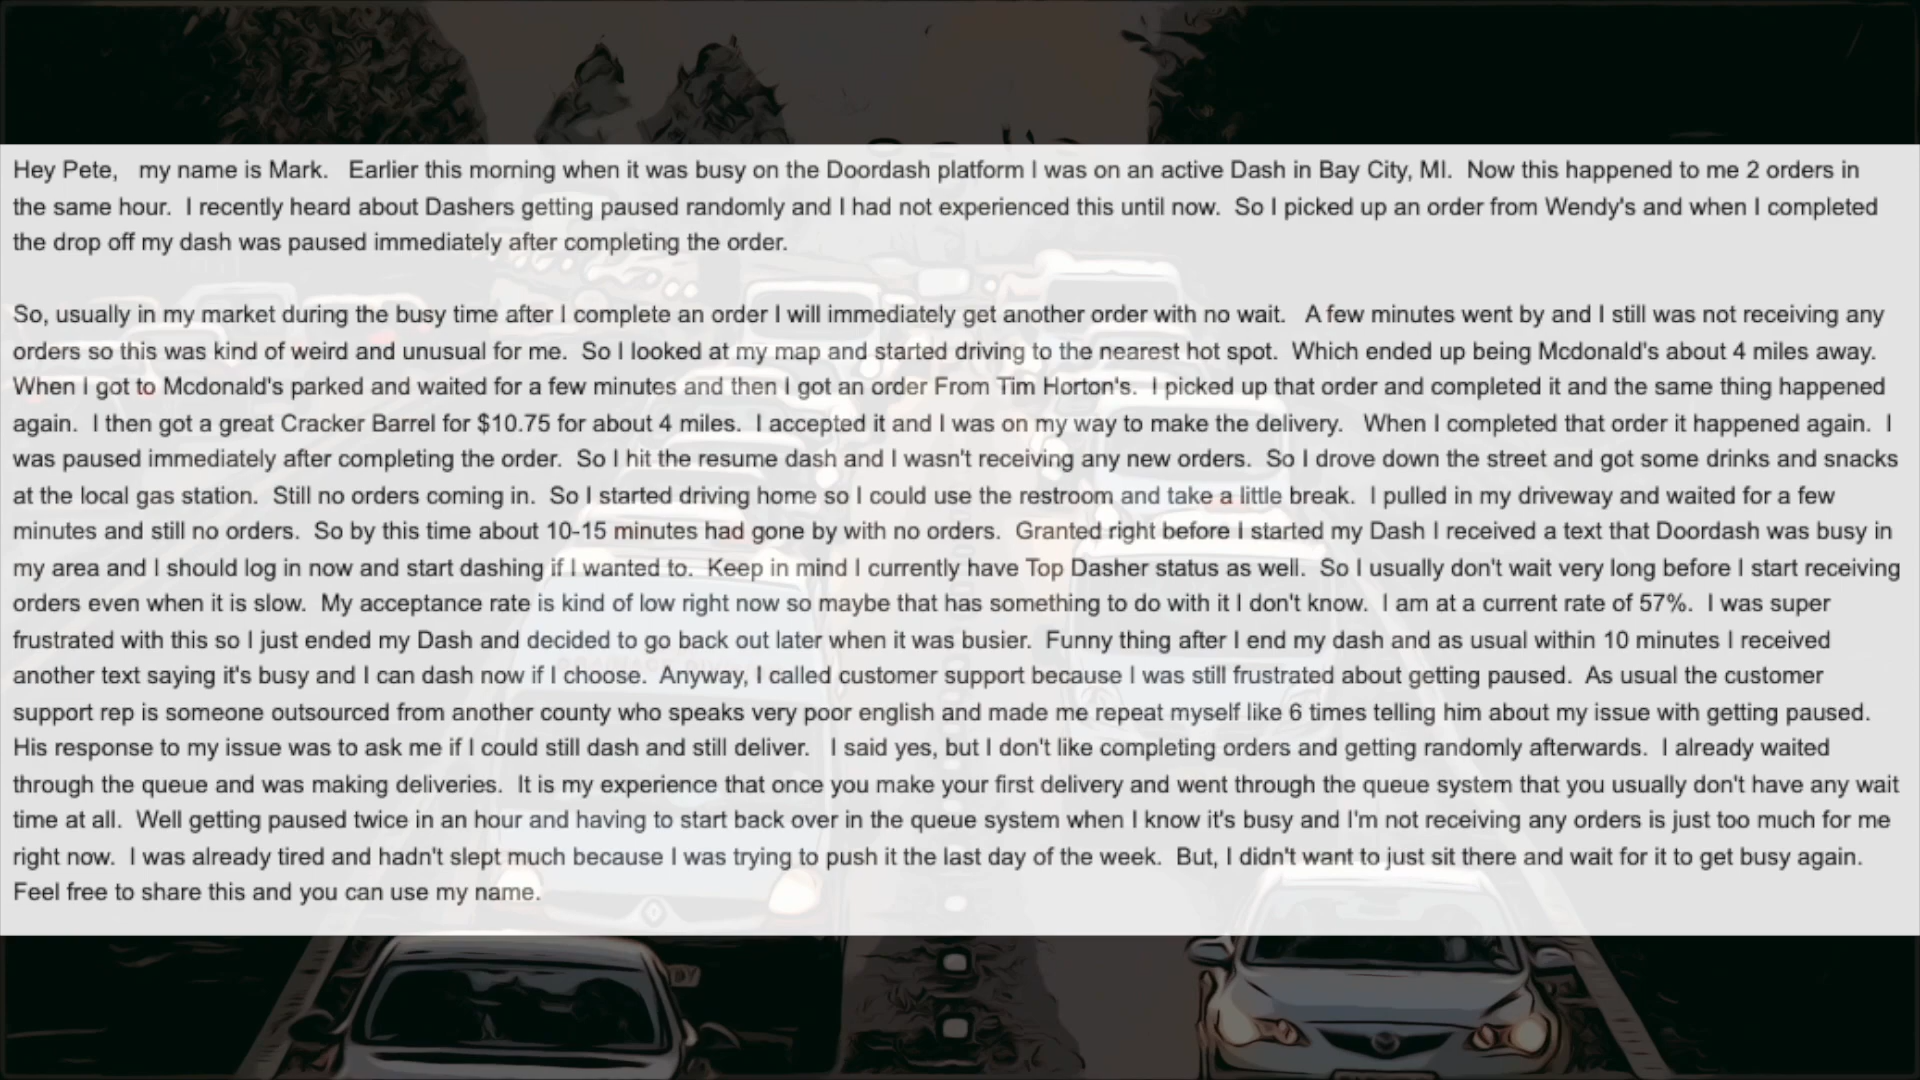 Hey Pete, my name is Mark. Earlier this morning when it was busy on the Doordash platform I was on an active Dash in Bay City, MI. Now this happened to me 2 orders in
the same hour. I recently heard about Dashers getting paused randomly and I had not experienced this until now. So I picked up an order from Wendy's and when I completed
the drop off my dash was paused immediately after completing the order.
So, usually in my market during the busy time after I complete an order I will immediately get another order with no wait. A few minutes went by and I still was not receiving any
orders so this was kind of weird and unusual for me. So I looked at my map and started driving to the nearest hot spot. Which ended up being Mcdonald's about 4 miles away.
When I got to Mcdonald's parked and waited for a few minutes and then I got an order From Tim Horton's. I picked up that order and completed it and the same thing happened
again. I then got a great Cracker Barrel for $10.75 for about 4 miles. I accepted it and I was on my way to make the delivery. When I completed that order it happened again. I
was paused immediately after completing the order. So I hit the resume dash and I wasn't receiving any new orders. So I drove down the street and got some drinks and snacks
at the local gas station. Still no orders coming in. So I started driving home so I could use the restroom and take a little break. I pulled in my driveway and waited for a few
minutes and still no orders. So by this time about 10-15 minutes had gone by with no orders. Granted right before I started my Dash I received a text that Doordash was busy in
my area and I should log in now and start dashing if I wanted to. Keep in mind I currently have Top Dasher status as well. So I usually don't wait very long before I start receiving
orders even when it is slow. My acceptance rate is kind of low right now so maybe that has something to do with it I don't know. I am at a current rate of 57%. I was super
frustrated with this so I just ended my Dash and decided to go back out later when it was busier. Funny thing after I end my dash and as usual within 10 minutes I received
another text saying it's busy and I can dash now if I choose. Anyway, I called customer support because I was still frustrated about getting paused. As usual the customer
support rep is someone outsourced from another county who speaks very poor english and made me repeat myself like 6 times telling him about my issue with getting paused.
His response to my issue was to ask me if I could still dash and still deliver. I said yes, but I don't like completing orders and getting randomly afterwards. I already waited
through the queue and was making deliveries. It is my experience that once you make your first delivery and went through the queue system that you usually don't have any wait
time at all. Well getting paused twice in an hour and having to start back over in the queue system when I know it's busy and I'm not receiving any orders is just too much for me
right now. I was already tired and hadn't slept much because I was trying to push it the last day of the week. But, I didn't want to just sit there and wait for it to get busy again.
Feel free to share this and you can use my name.